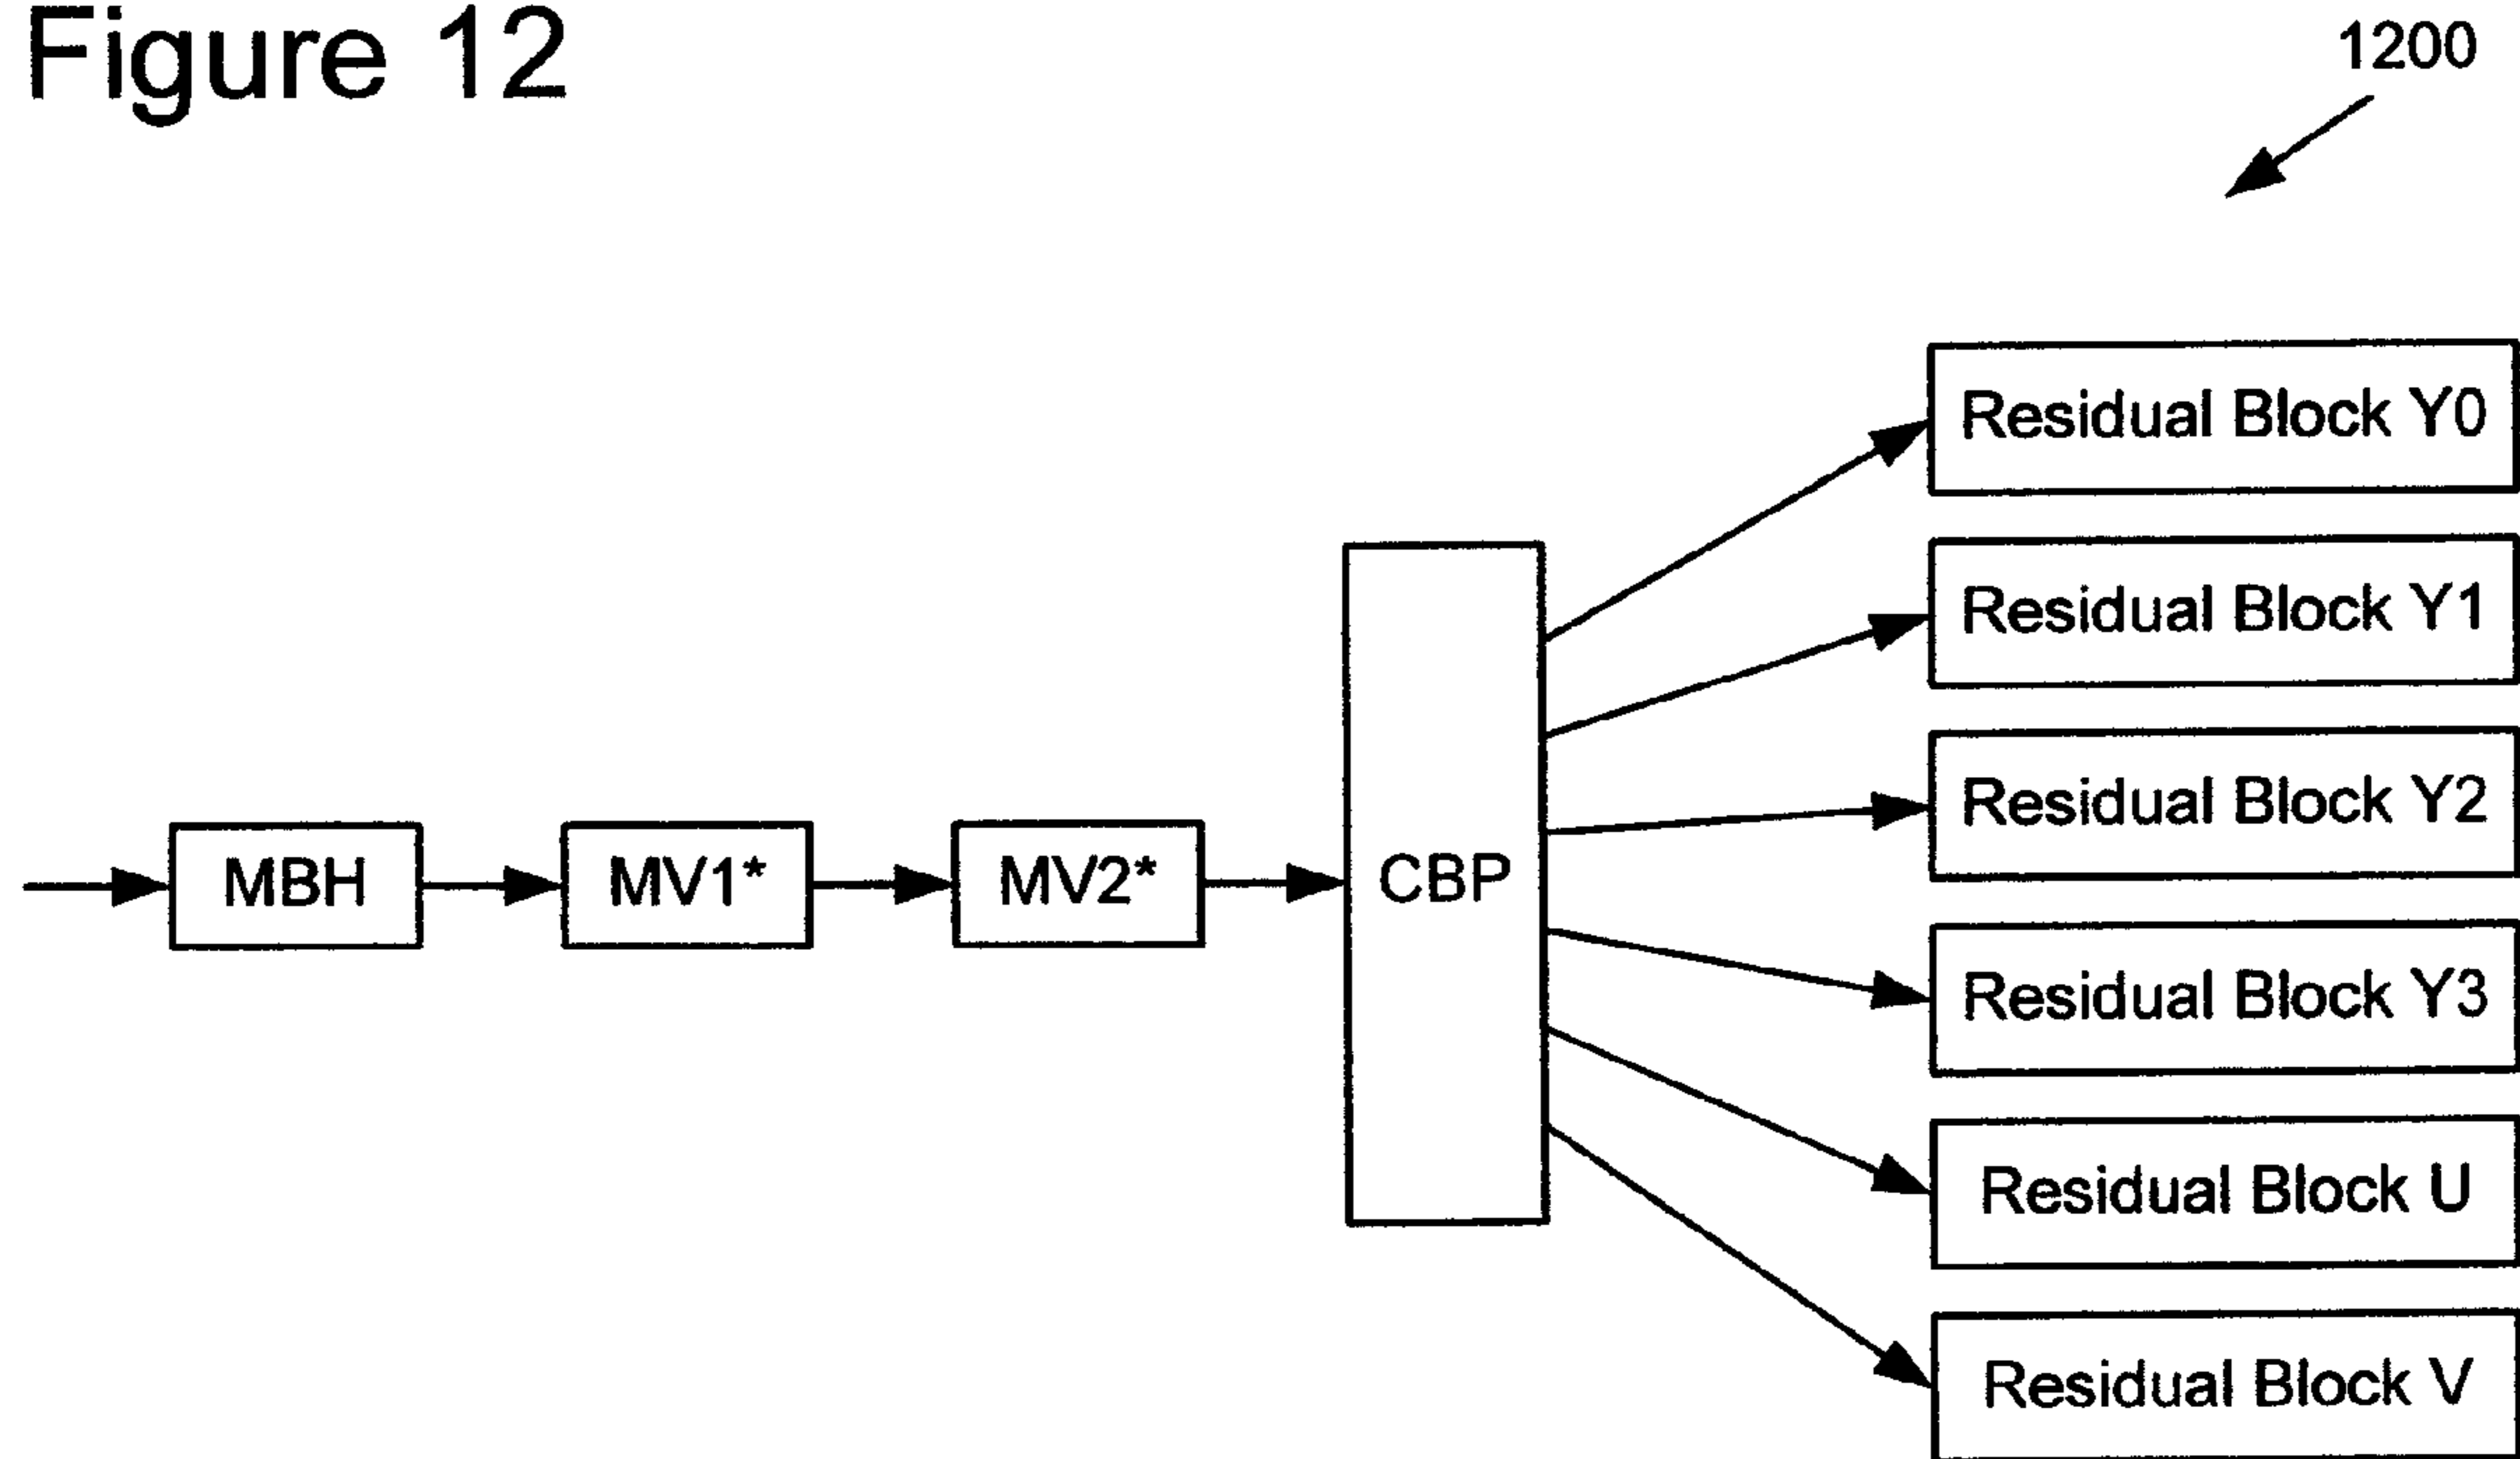 Figure 12
1200
Residual Block Y0
Residual Block Y1
Residual Block Y2
MBH
MV1*
MV2*
CBP
Residual Block Y3
Residual Block U
Residual Block V